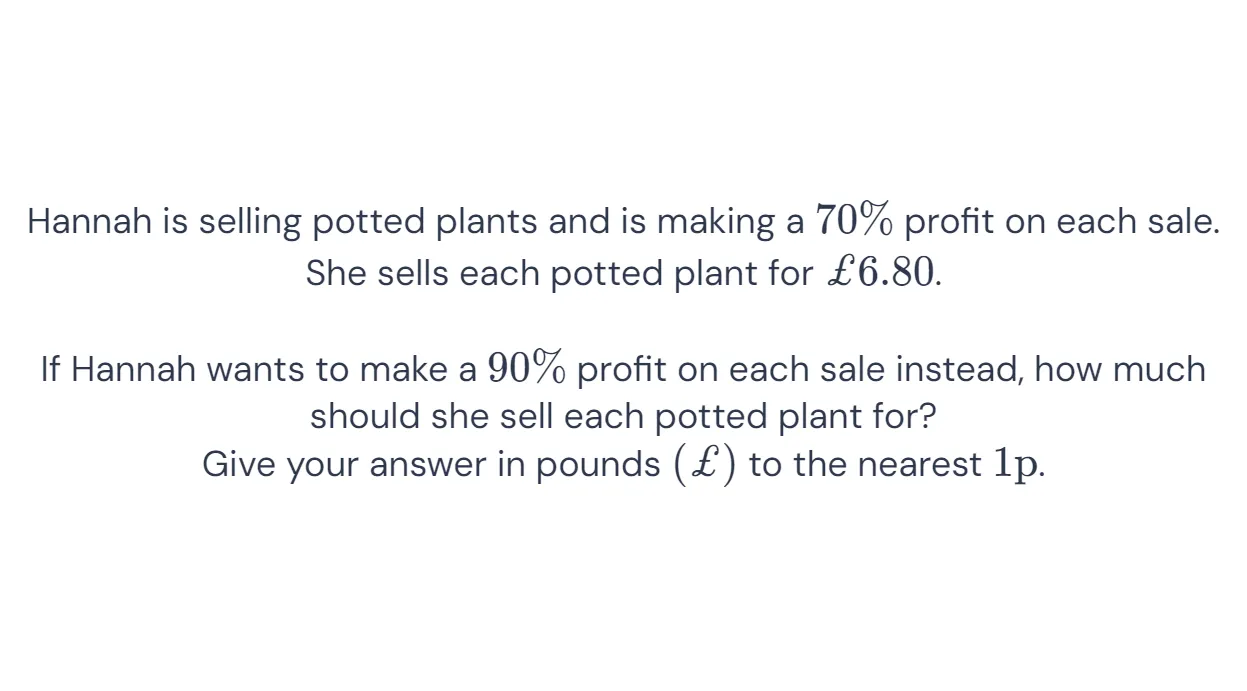 Hannah is selling potted plants and is making a 70% profit on each sale.
She sells each potted plant for £6.80.
If Hannah wants to make a 90% profit on each sale instead, how much
should she sell each potted plant for?
Give your answer in pounds (£) to the nearest 1p.